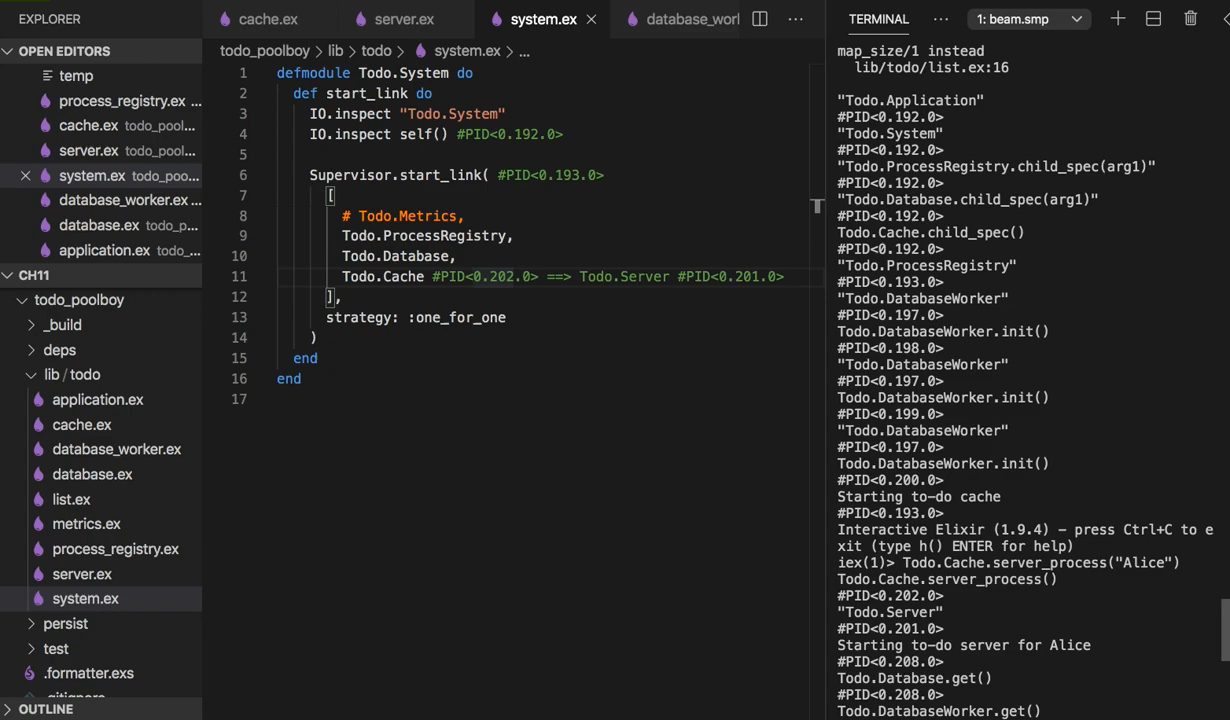 EXPLORER
OPEN EDITORS
temp
process_registry.ex ...
cache.ex todo_pool...
server.ex todo_pool...
system.ex todo_poo...
database_worker.ex ...
database.ex todo_p...
application.ex todo_...
CH11
todo_poolboy
_build
deps
lib / todo
application.ex
cache.ex
database_worker.ex
database.ex
list.ex
metrics.ex
process_registry.ex
server.ex
system.ex
persist
test
.formatter.exs
.gitignore
OUTLINE
cache.ex server.ex system.ex database_worl ...
todo_poolboy > lib > todo > system.ex > ...
1 defmodule Todo.System do
2 def start_link do
3 IO.inspect "Todo.System"
4 IO.inspect self() #PID<0.192.0>
5
6 Supervisor.start_link( #PID<0.193.0>
7 [
8 # Todo.Metrics,
9 Todo.ProcessRegistry,
10 Todo.Database,
11 Todo.Cache #PID<0.202.0> ==> Todo.Server #PID<0.201.0>
12 ],
13 strategy: :one_for_one
14 )
15 end
16 end
17
TERMINAL ... 1: beam.smp
map_size/1 instead
lib/todo/list.ex:16
"Todo.Application"
#PID<0.192.0>
"Todo.System"
#PID<0.192.0>
"Todo.ProcessRegistry.child_spec(arg1)"
#PID<0.192.0>
"Todo.Database.child_spec(arg1)"
#PID<0.192.0>
Todo.Cache.child_spec()
#PID<0.192.0>
"Todo.ProcessRegistry"
#PID<0.193.0>
"Todo.DatabaseWorker"
#PID<0.197.0>
Todo.DatabaseWorker.init()
#PID<0.198.0>
"Todo.DatabaseWorker"
#PID<0.197.0>
Todo.DatabaseWorker.init()
#PID<0.199.0>
"Todo.DatabaseWorker"
#PID<0.197.0>
Todo.DatabaseWorker.init()
#PID<0.200.0>
Starting to-do cache
#PID<0.193.0>
Interactive Elixir (1.9.4) - press Ctrl+C to e
xit (type h() ENTER for help)
iex(1)> Todo.Cache.server_process("Alice")
Todo.Cache.server_process()
#PID<0.202.0>
"Todo.Server"
#PID<0.201.0>
Starting to-do server for Alice
#PID<0.208.0>
Todo.Database.get()
#PID<0.208.0>
Todo.DatabaseWorker.get()